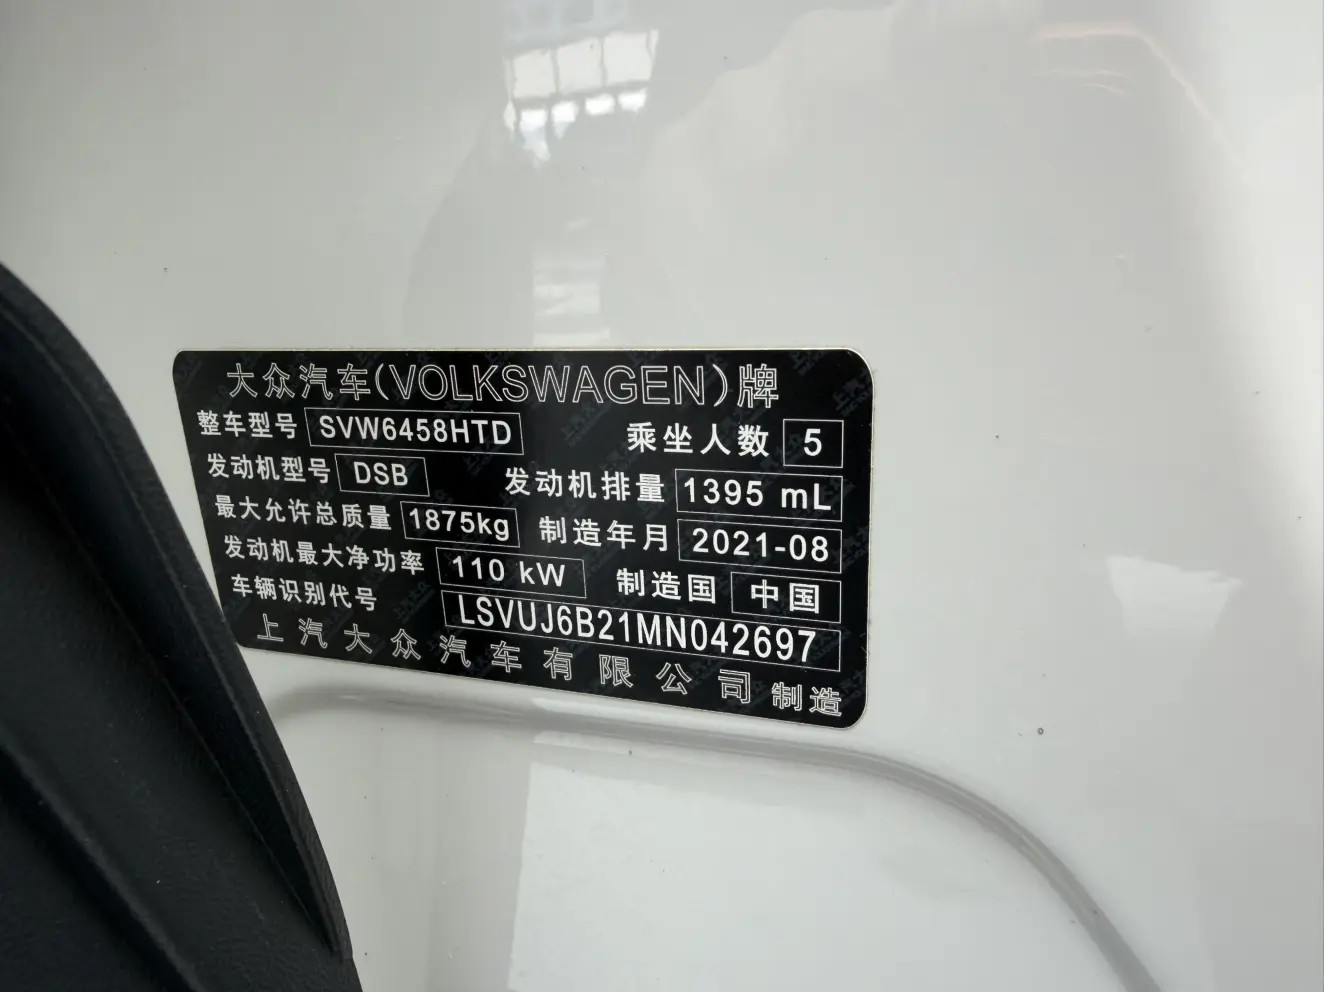 大众汽车(VOLKSWAGEN)牌
整车型号 SVW6458HTD 乘坐人数 5
发动机型号 DSB 发动机排量 1395 mL
最大允许总质量 1875kg 制造年月 2021-08
发动机最大净功率 110 kW 制造国 中国
车辆识别代号 LSVUJ6B21MN042697
上汽大众汽车有限公司 制造